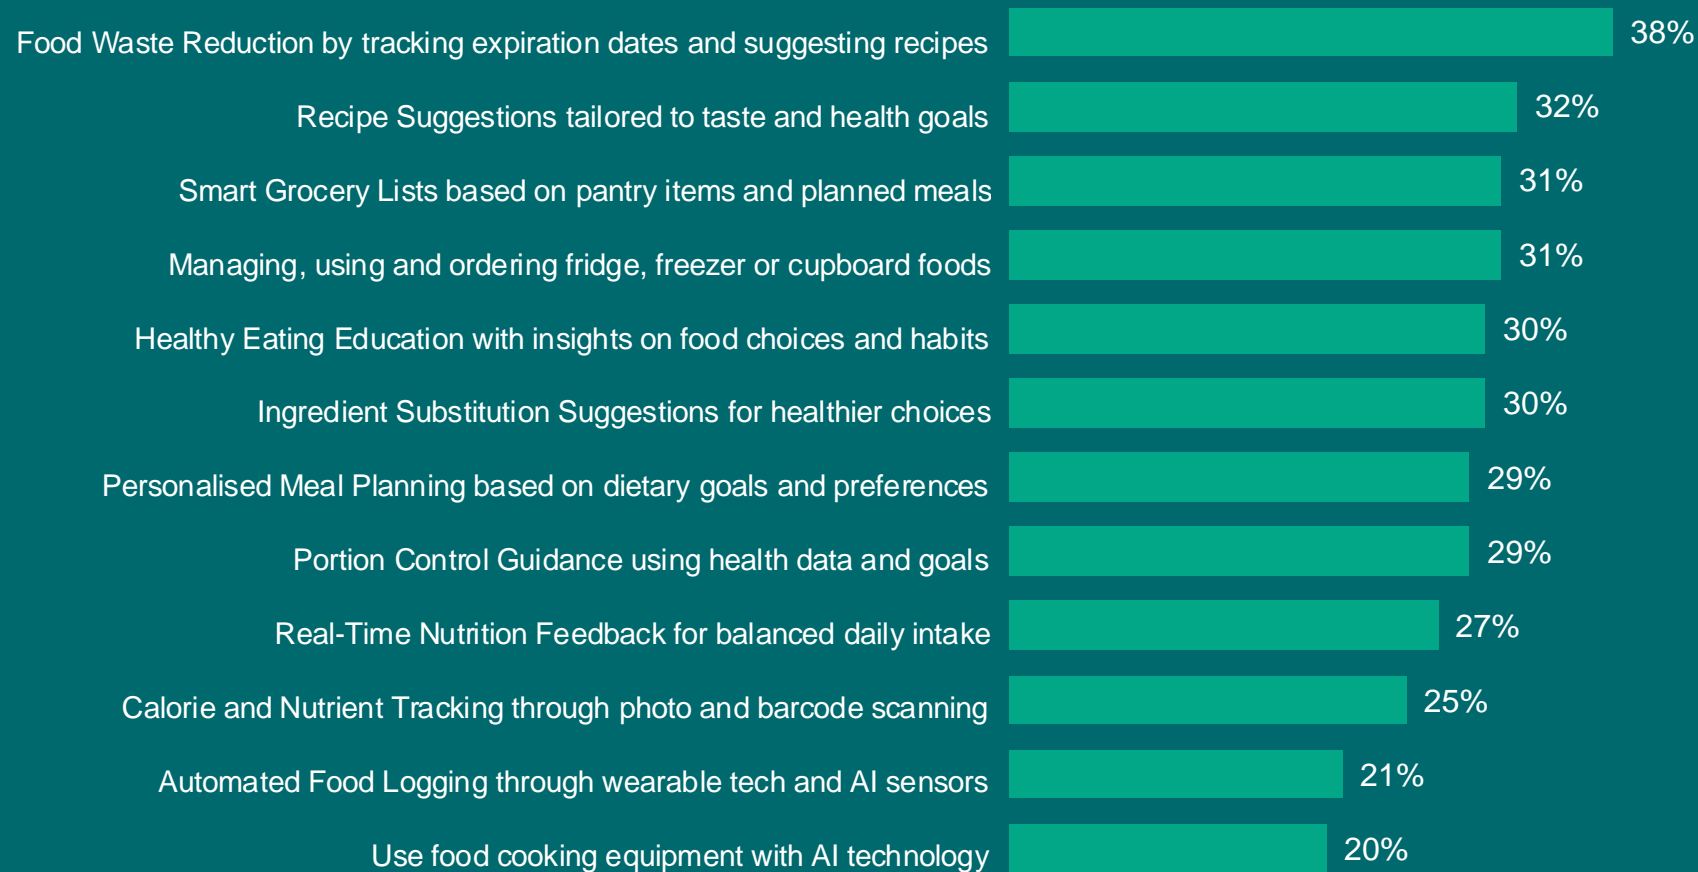 Food Waste Reduction by tracking expiration dates and suggesting recipes 38%
Recipe Suggestions tailored to taste and health goals 32%
Smart Grocery Lists based on pantry items and planned meals 31%
Managing, using and ordering fridge, freezer or cupboard foods 31%
Healthy Eating Education with insights on food choices and habits 30%
Ingredient Substitution Suggestions for healthier choices 30%
Personalised Meal Planning based on dietary goals and preferences 29%
Portion Control Guidance using health data and goals 29%
Real-Time Nutrition Feedback for balanced daily intake 27%
Calorie and Nutrient Tracking through photo and barcode scanning 25%
Automated Food Logging through wearable tech and AI sensors 21%
Use food cooking equipment with AI technology 20%